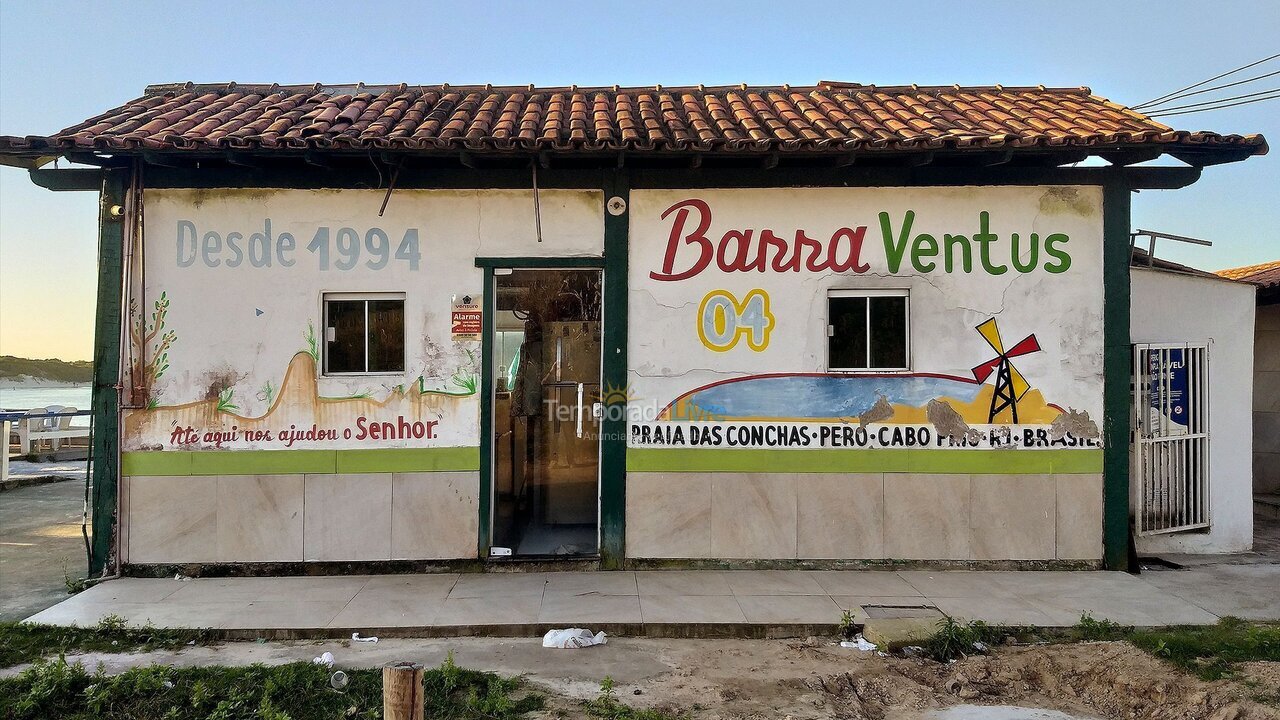 Desde 1994
Barra Ventus
04
venture
Alarme
"Até aqui nos ajudou o Senhor."
PRAIA DAS CONCHAS • PERÓ • CABO FRIO • RJ • BRASIL
Temporada Livre